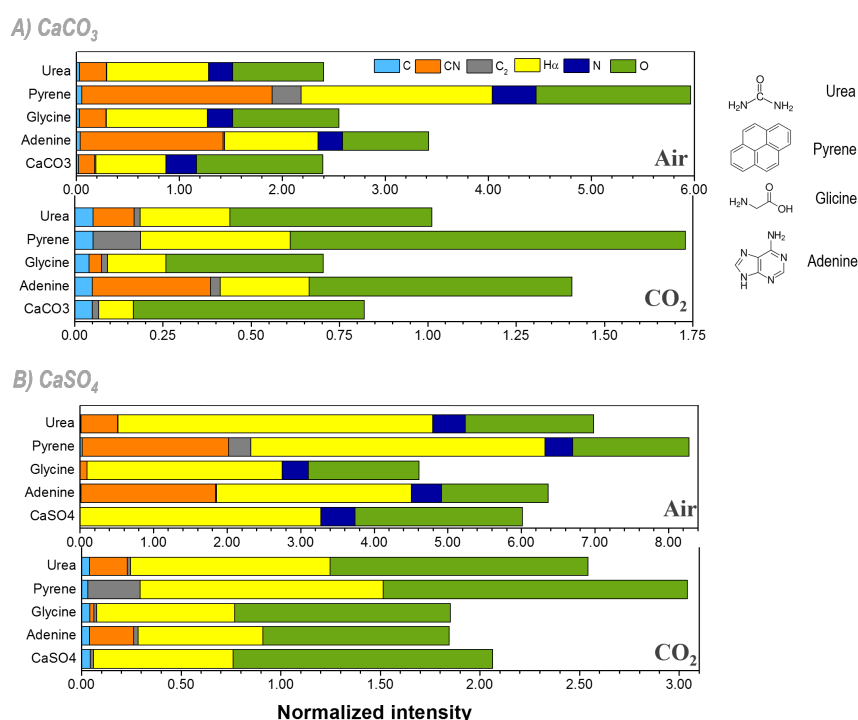 A) CaCO3
C CN C2 Hα N O
Urea
Pyrene
Glycine
Adenine
CaCO3
Air
0.00 1.00 2.00 3.00 4.00 5.00 6.00
Urea
Pyrene
Glycine
Adenine
CaCO3
CO2
0.00 0.25 0.50 0.75 1.00 1.25 1.50 1.75
O
C
H2N NH2
Urea
Pyrene
O
H2N
OH
Glicine
NH2
N N
N
H
N
Adenine
B) CaSO4
Urea
Pyrene
Glycine
Adenine
CaSO4
Air
0.00 1.00 2.00 3.00 4.00 5.00 6.00 7.00 8.00
Urea
Pyrene
Glycine
Adenine
CaSO4
CO2
0.00 0.50 1.00 1.50 2.00 2.50 3.00
Normalized intensity